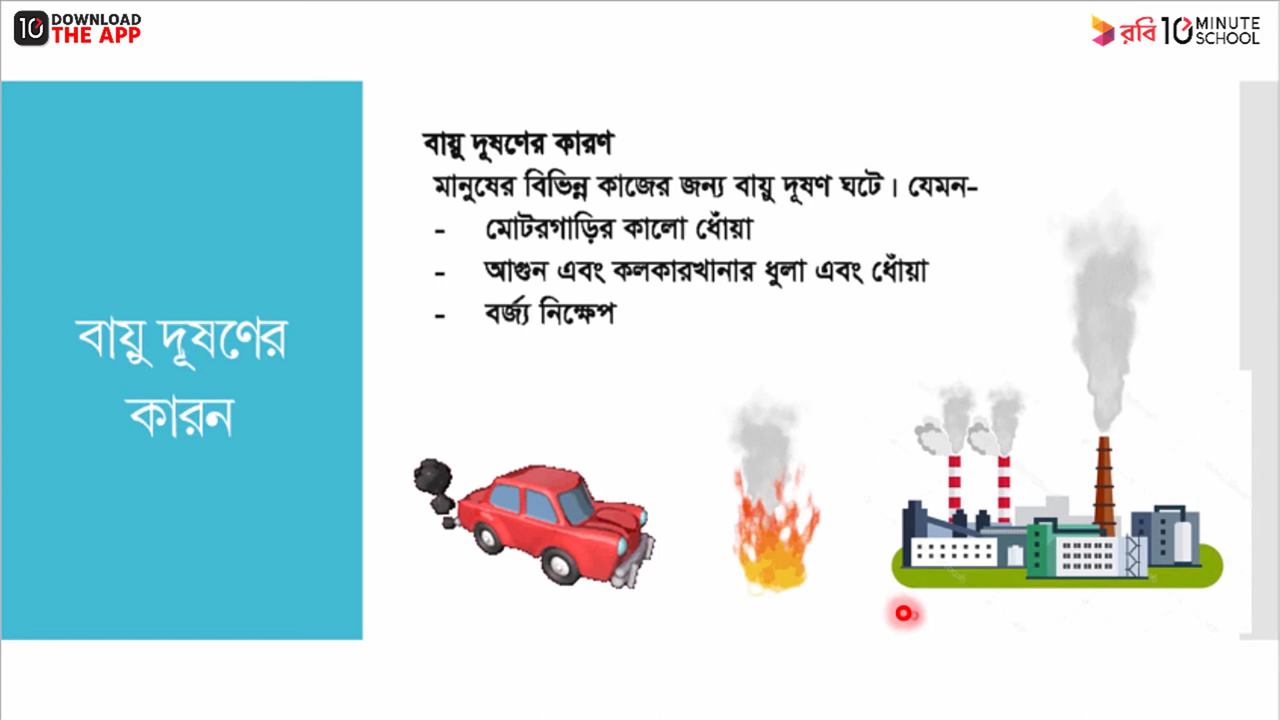 DOWNLOAD
THE APP
রবি 10 MINUTE
SCHOOL
বায়ু দূষণের
কারন
বায়ু দূষণের কারণ
মানুষের বিভিন্ন কাজের জন্য বায়ু দূষণ ঘটে। যেমন-
- মোটরগাড়ির কালো ধোঁয়া
- আগুন এবং কলকারখানার ধুলা এবং ধোঁয়া
- বর্জ্য নিক্ষেপ